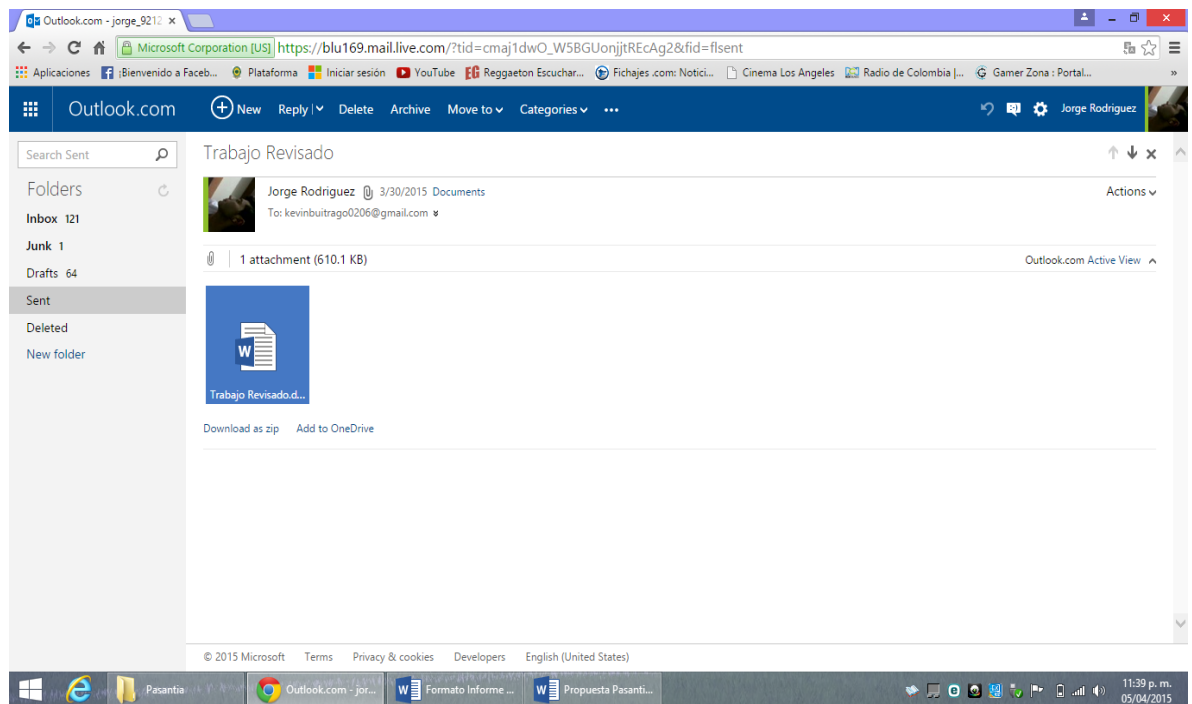 Outlook.com - jorge_9212
Microsoft Corporation [US] https://blu169.mail.live.com/?tid=cmaj1dwO_W5BGUonjjtREcAg2&fid=flsent
Aplicaciones ¡Bienvenido a Faceb... Plataforma Iniciar sesión YouTube Reggaeton Escuchar... Fichajes .com: Notici... Cinema Los Angeles Radio de Colombia |... Gamer Zona : Portal... »
Outlook.com New Reply Delete Archive Move to Categories ••• Jorge Rodriguez
Search Sent
Folders
Inbox 121
Junk 1
Drafts 64
Sent
Deleted
New folder
Trabajo Revisado
Jorge Rodriguez 3/30/2015 Documents
Actions
To: kevinbuitrago0206@gmail.com
1 attachment (610.1 KB)
Outlook.com Active View
W
Trabajo Revisado.d...
Download as zip Add to OneDrive
© 2015 Microsoft Terms Privacy & cookies Developers English (United States)
Pasantia Outlook.com - jor... Formato Informe ... Propuesta Pasanti...
11:39 p. m.
05/04/2015